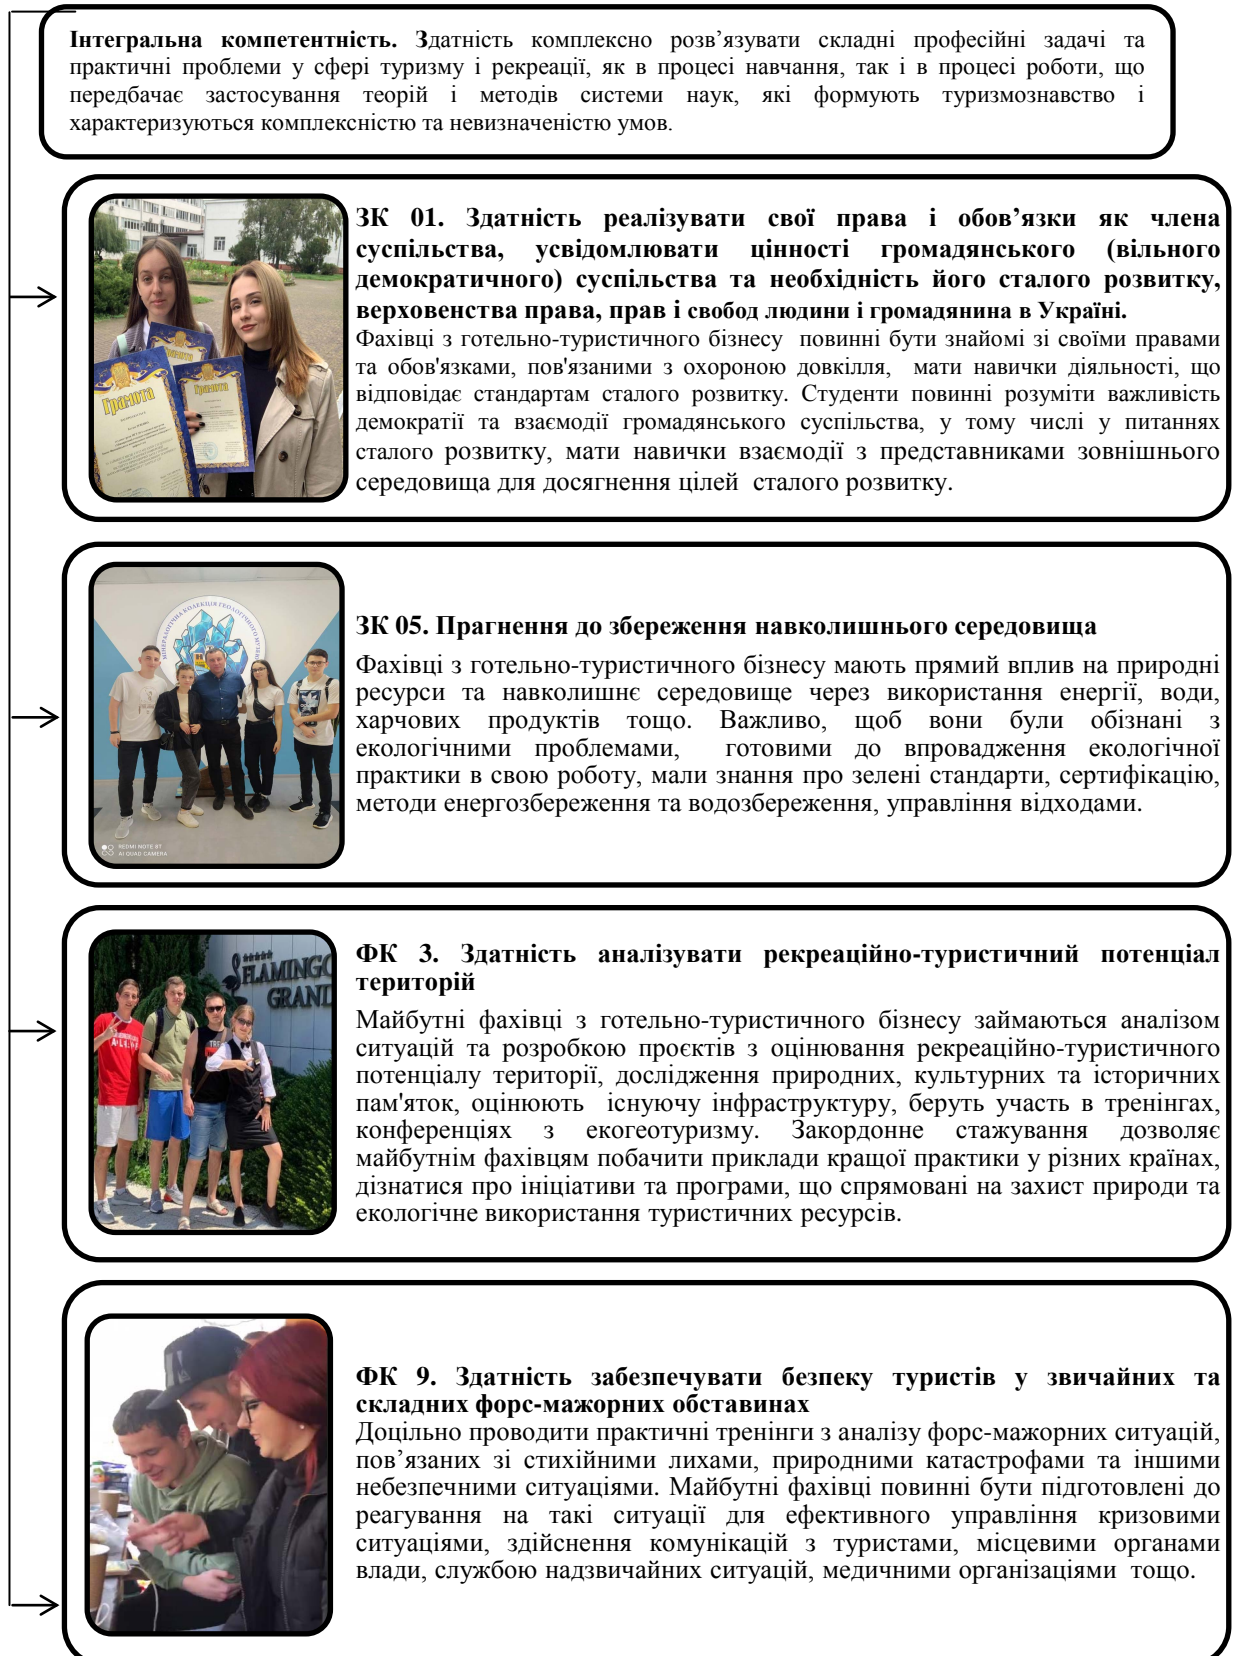 Інтегральна компетентність. Здатність комплексно розв’язувати складні професійні задачі та
практичні проблеми у сфері туризму і рекреації, як в процесі навчання, так і в процесі роботи, що
передбачає застосування теорій і методів системи наук, які формують туризмознавство і
характеризуються комплексністю та невизначеністю умов.
ЗК 01. Здатність реалізувати свої права і обов’язки як члена
суспільства, усвідомлювати цінності громадянського (вільного
демократичного) суспільства та необхідність його сталого розвитку,
верховенства права, прав і свобод людини і громадянина в Україні.
Фахівці з готельно-туристичного бізнесу повинні бути знайомі зі своїми правами
та обов'язками, пов'язаними з охороною довкілля, мати навички діяльності, що
відповідає стандартам сталого розвитку. Студенти повинні розуміти важливість
демократії та взаємодії громадянського суспільства, у тому числі у питаннях
сталого розвитку, мати навички взаємодії з представниками зовнішнього
середовища для досягнення цілей сталого розвитку.
Грамота
Грамота
Грамота
ЗК 05. Прагнення до збереження навколишнього середовища
Фахівці з готельно-туристичного бізнесу мають прямий вплив на природні
ресурси та навколишнє середовище через використання енергії, води,
харчових продуктів тощо. Важливо, щоб вони були обізнані з
екологічними проблемами, готовими до впровадження екологічної
практики в свою роботу, мали знання про зелені стандарти, сертифікацію,
методи енергозбереження та водозбереження, управління відходами.
МІНЕРАЛОГІЧНА КОЛЕКЦІЯ ГЕОЛОГІЧНОГО МУЗЕЮ
REDMI NOTE 8T
AI QUAD CAMERA
ФК 3. Здатність аналізувати рекреаційно-туристичний потенціал
територій
Майбутні фахівці з готельно-туристичного бізнесу займаються аналізом
ситуацій та розробкою проєктів з оцінювання рекреаційно-туристичного
потенціалу території, дослідження природних, культурних та історичних
пам'яток, оцінюють існуючу інфраструктуру, беруть участь в тренінгах,
конференціях з екогеотуризму. Закордонне стажування дозволяє
майбутнім фахівцям побачити приклади кращої практики у різних країнах,
дізнатися про ініціативи та програми, що спрямовані на захист природи та
екологічне використання туристичних ресурсів.
FLAMINGO
GRAND
ФК 9. Здатність забезпечувати безпеку туристів у звичайних та
складних форс-мажорних обставинах
Доцільно проводити практичні тренінги з аналізу форс-мажорних ситуацій,
пов’язаних зі стихійними лихами, природними катастрофами та іншими
небезпечними ситуаціями. Майбутні фахівці повинні бути підготовлені до
реагування на такі ситуації для ефективного управління кризовими
ситуаціями, здійснення комунікацій з туристами, місцевими органами
влади, службою надзвичайних ситуацій, медичними організаціями тощо.